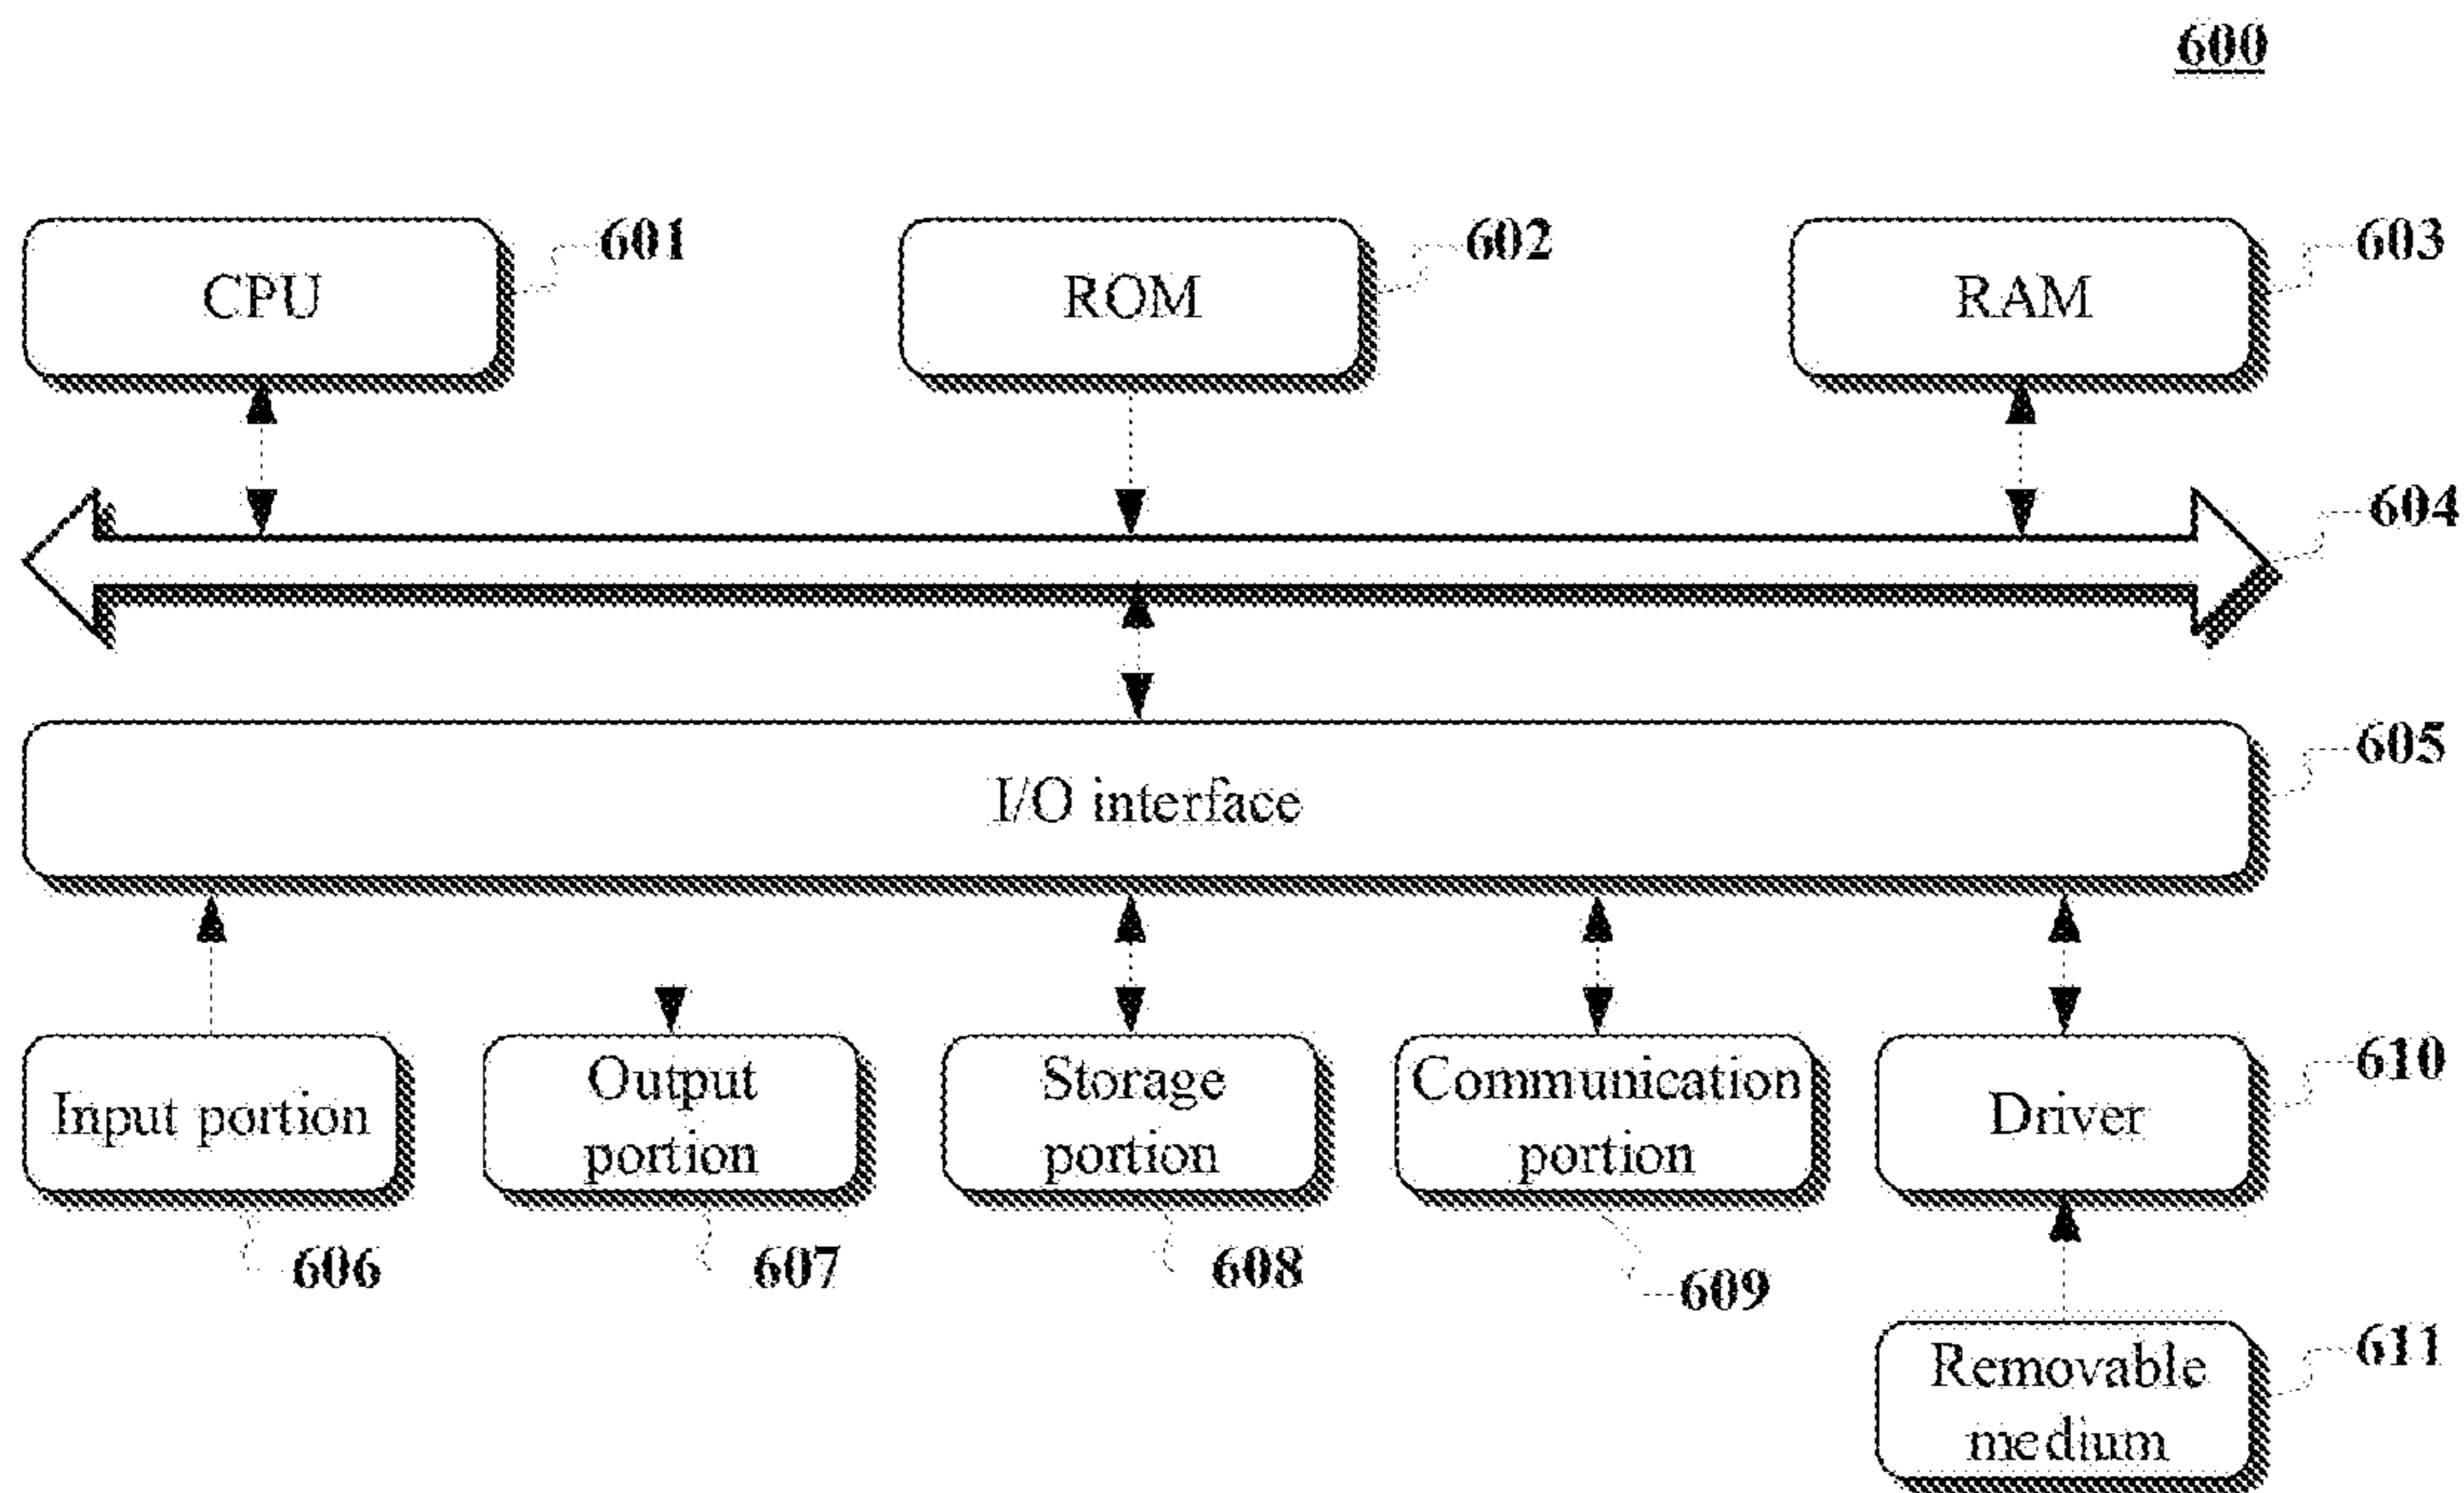 600
CPU
601
ROM
602
RAM
603
604
I/O interface
605
Input portion
Output
portion
Storage
portion
Communication
portion
Driver
610
606
607
608
609
Removable
medium
611